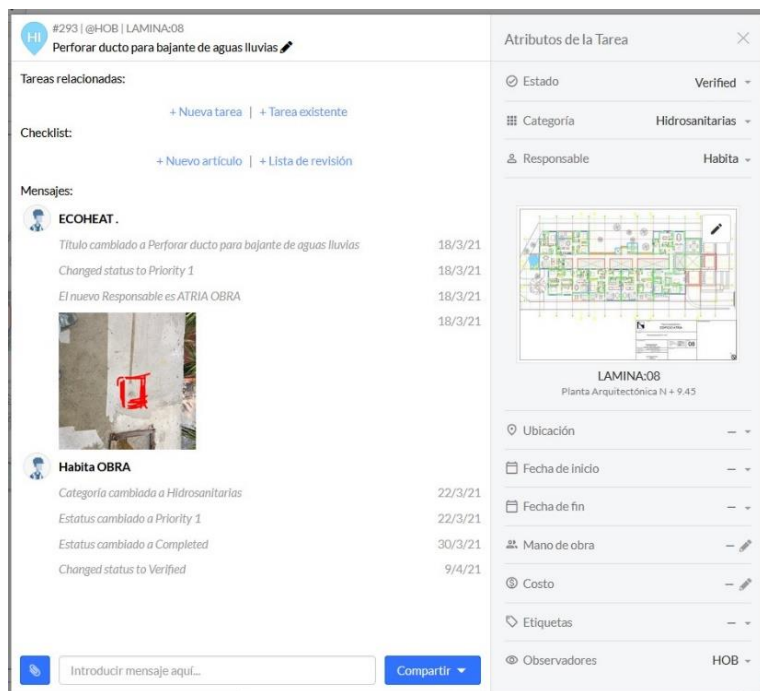 HI
#293 | @HOB | LAMINA:08
Perforar ducto para bajante de aguas lluvias
Tareas relacionadas:
+ Nueva tarea | + Tarea existente
Checklist:
+ Nuevo artículo | + Lista de revisión
Mensajes:
ECOHEAT .
Título cambiado a Perforar ducto para bajante de aguas lluvias 18/3/21
Changed status to Priority 1 18/3/21
El nuevo Responsable es ATRIA OBRA 18/3/21
18/3/21
Habita OBRA
Categoría cambiada a Hidrosanitarias 22/3/21
Estatus cambiado a Priority 1 22/3/21
Estatus cambiado a Completed 30/3/21
Changed status to Verified 9/4/21
Introducir mensaje aquí...
Compartir
Atributos de la Tarea
Estado Verified
Categoría Hidrosanitarias
Responsable Habita
08
LAMINA:08
Planta Arquitectónica N + 9.45
Ubicación –
Fecha de inicio –
Fecha de fin –
Mano de obra –
Costo –
Etiquetas –
Observadores HOB